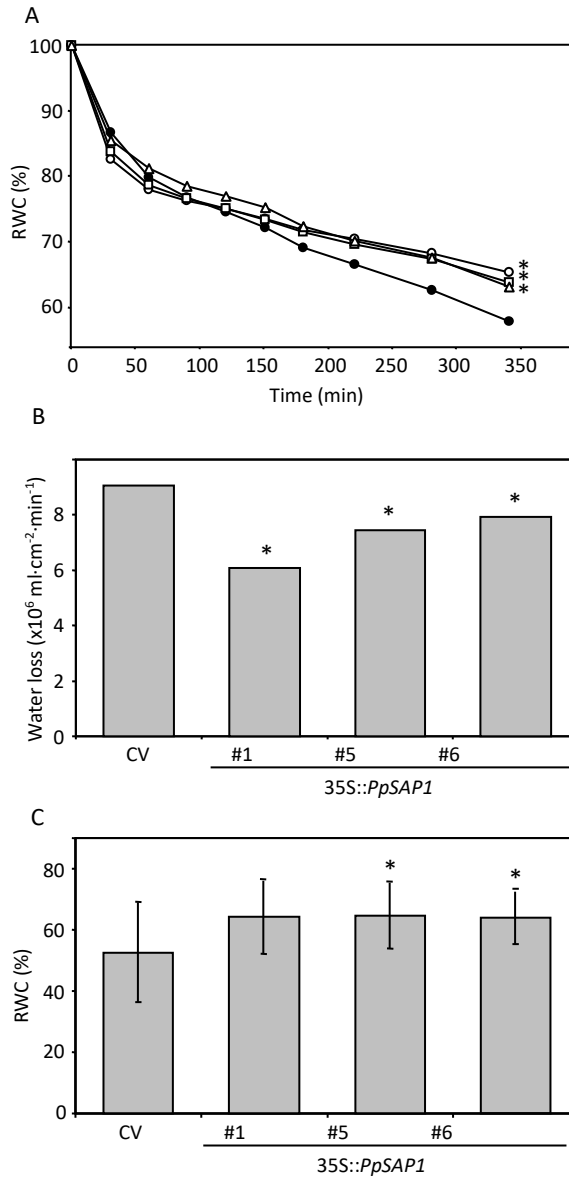 A
100
90
80
70
60
RWC (%)
* * *
0 50 100 150 200 250 300 350
Time (min)
B
8
6
4
2
0
Water loss (x10⁶ ml·cm⁻²·min⁻¹)
* * *
CV #1 #5 #6
35S::PpSAP1
C
80
60
40
20
0
RWC (%)
* *
CV #1 #5 #6
35S::PpSAP1